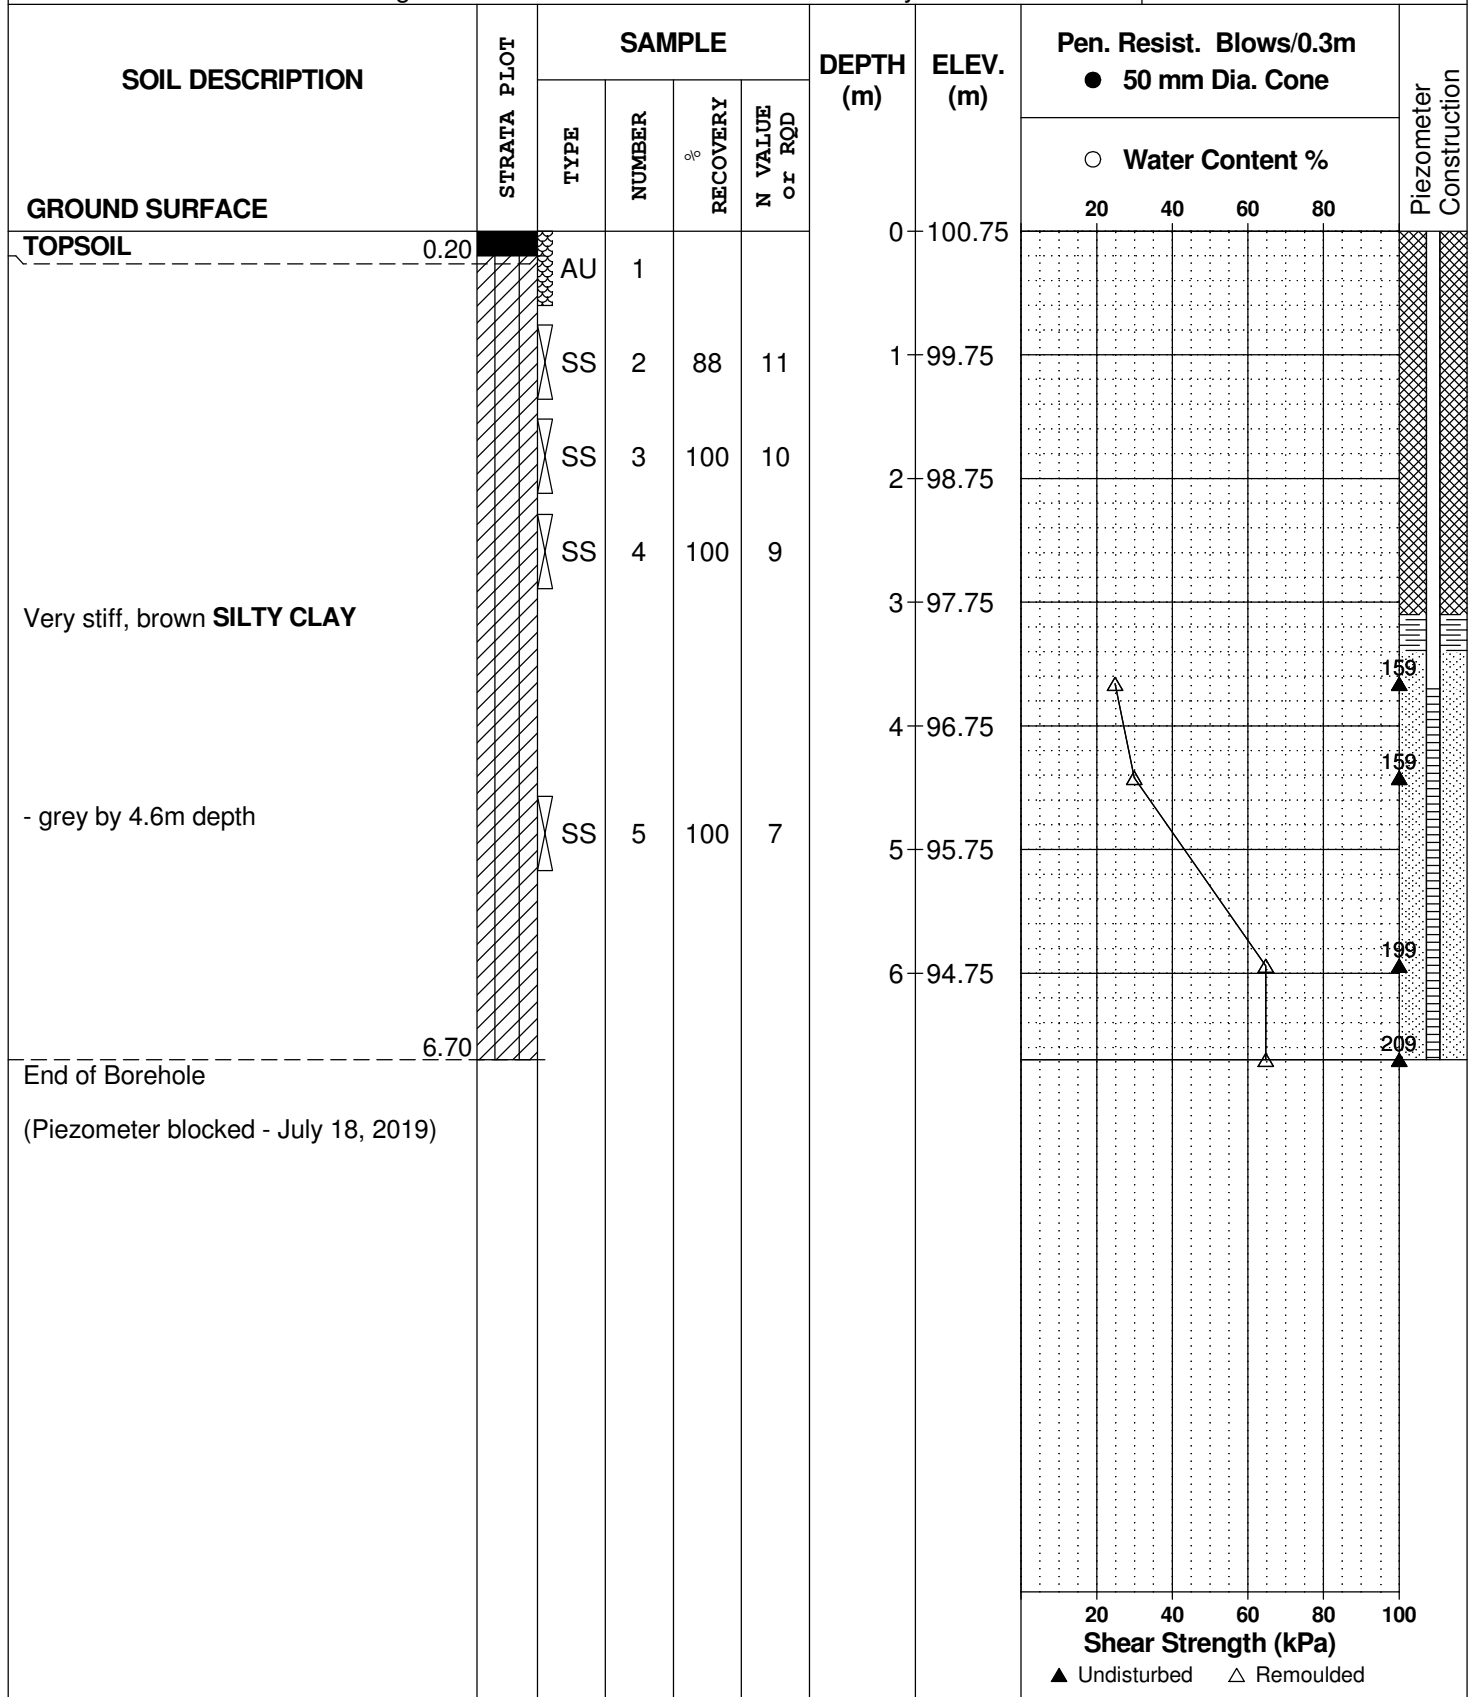 SOIL DESCRIPTION
GROUND SURFACE
STRATA PLOT
SAMPLE
TYPE
NUMBER
% RECOVERY
N VALUE or RQD
DEPTH (m)
ELEV. (m)
Pen. Resist. Blows/0.3m
● 50 mm Dia. Cone
○ Water Content %
20 40 60 80
Piezometer Construction
TOPSOIL 0.20
0 100.75
AU 1
SS 2 88 11
1 99.75
SS 3 100 10
2 98.75
SS 4 100 9
3 97.75
Very stiff, brown SILTY CLAY
159
4 96.75
159
- grey by 4.6m depth
SS 5 100 7
5 95.75
199
6 94.75
6.70
209
End of Borehole
(Piezometer blocked - July 18, 2019)
20 40 60 80 100
Shear Strength (kPa)
▲ Undisturbed △ Remoulded